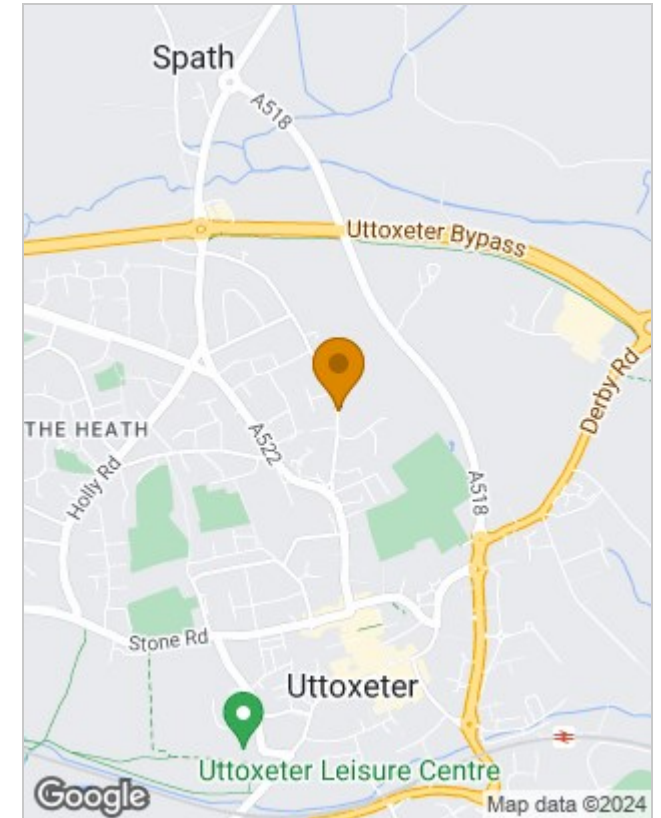 Spath
A518
Uttoxeter Bypass
Derby Rd
THE HEATH
A522
Holly Rd
A518
Stone Rd
Uttoxeter
Uttoxeter Leisure Centre
Google
Map data ©2024